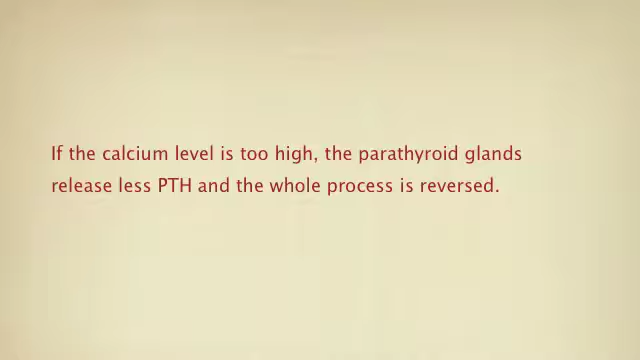 If the calcium level is too high, the parathyroid glands
release less PTH and the whole process is reversed.